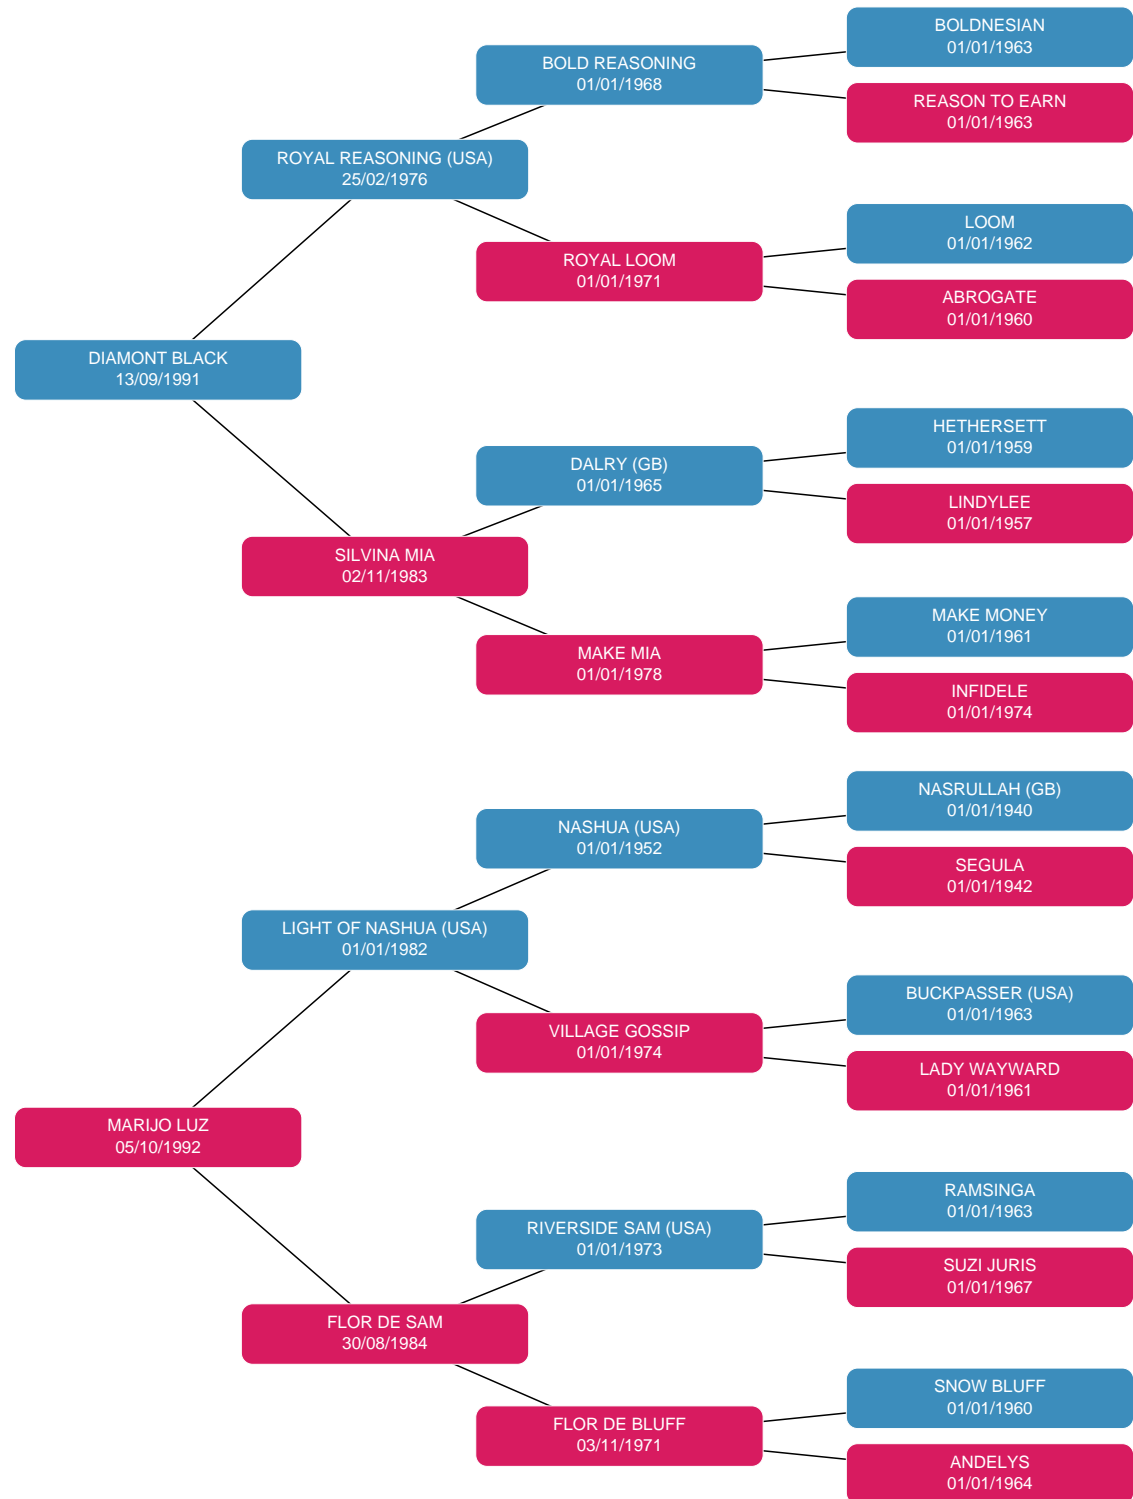 BOLDNESIAN
01/01/1963
BOLD REASONING
01/01/1968
REASON TO EARN
01/01/1963
ROYAL REASONING (USA)
25/02/1976
LOOM
01/01/1962
ROYAL LOOM
01/01/1971
ABROGATE
01/01/1960
DIAMONT BLACK
13/09/1991
HETHERSETT
01/01/1959
DALRY (GB)
01/01/1965
LINDYLEE
01/01/1957
SILVINA MIA
02/11/1983
MAKE MONEY
01/01/1961
MAKE MIA
01/01/1978
INFIDELE
01/01/1974
NASRULLAH (GB)
01/01/1940
NASHUA (USA)
01/01/1952
SEGULA
01/01/1942
LIGHT OF NASHUA (USA)
01/01/1982
BUCKPASSER (USA)
01/01/1963
VILLAGE GOSSIP
01/01/1974
LADY WAYWARD
01/01/1961
MARIJO LUZ
05/10/1992
RAMSINGA
01/01/1963
RIVERSIDE SAM (USA)
01/01/1973
SUZI JURIS
01/01/1967
FLOR DE SAM
30/08/1984
SNOW BLUFF
01/01/1960
FLOR DE BLUFF
03/11/1971
ANDELYS
01/01/1964